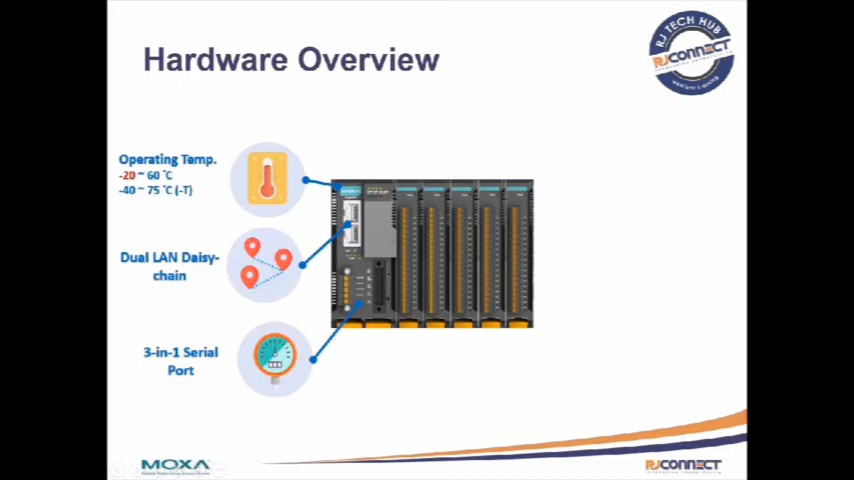 Hardware Overview
RJ TECH HUB
RJCONNECT
Operating Temp.
-20 ~ 60 ˚C
-40 ~ 75 ˚C (-T)
Dual LAN Daisy-
chain
3-in-1 Serial
Port
MOXA
RJCONNECT